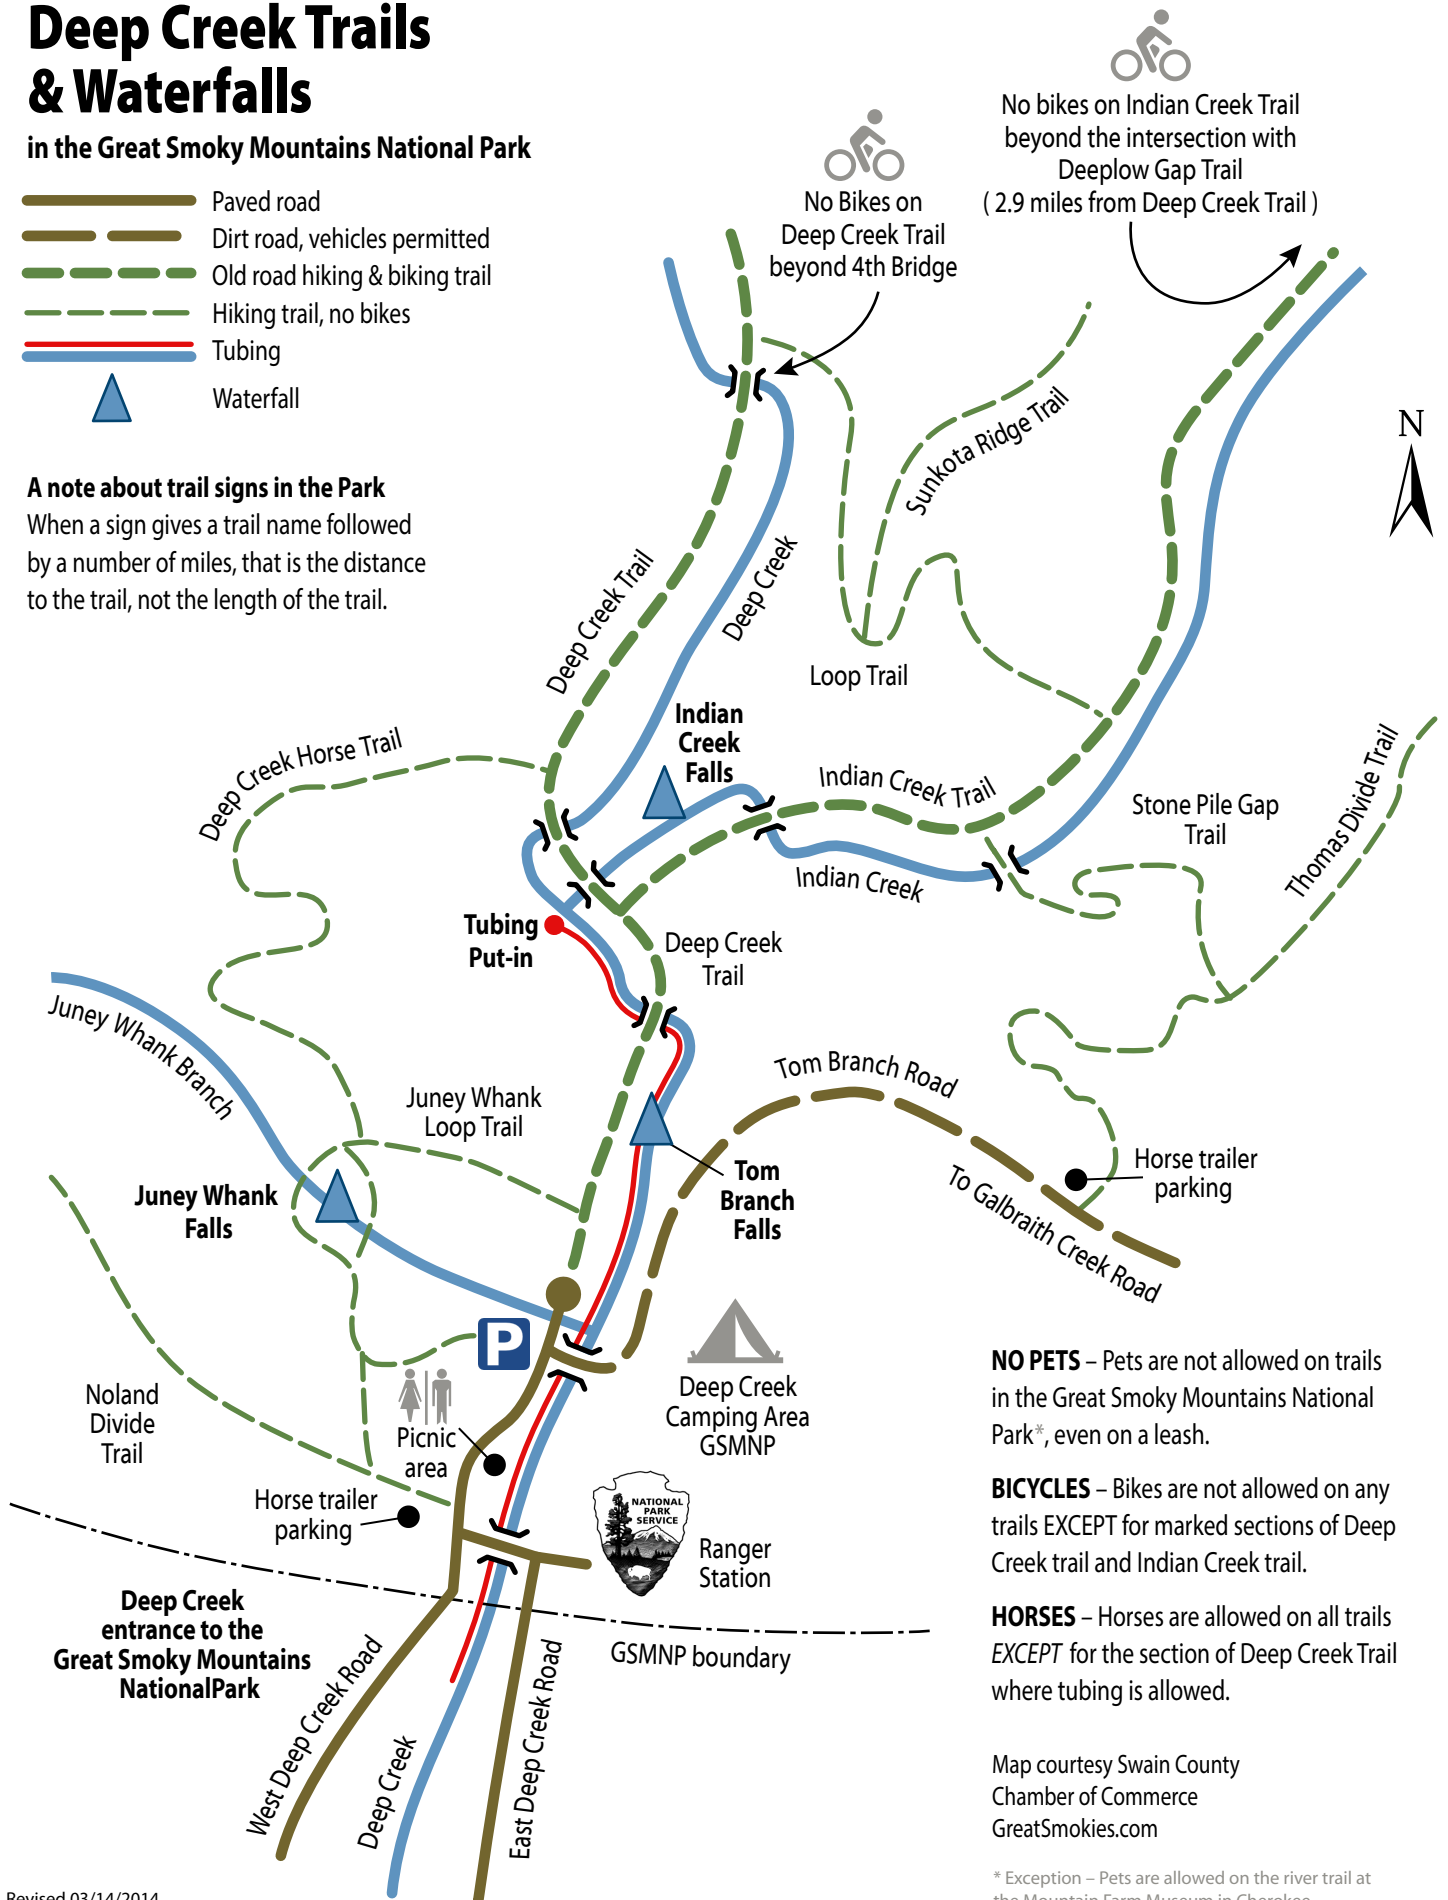 Deep Creek Trails
& Waterfalls
in the Great Smoky Mountains National Park
Paved road
Dirt road, vehicles permitted
Old road hiking & biking trail
Hiking trail, no bikes
Tubing
Waterfall
A note about trail signs in the Park
When a sign gives a trail name followed
by a number of miles, that is the distance
to the trail, not the length of the trail.
No Bikes on
Deep Creek Trail
beyond 4th Bridge
No bikes on Indian Creek Trail
beyond the intersection with
Deeplow Gap Trail
( 2.9 miles from Deep Creek Trail )
N
Sunkota Ridge Trail
Deep Creek Trail
Deep Creek
Loop Trail
Indian
Creek
Falls
Deep Creek Horse Trail
Indian Creek Trail
Stone Pile Gap
Trail
Thomas Divide Trail
Indian Creek
Tubing
Put-in
Deep Creek
Trail
Juney Whank Branch
Juney Whank
Loop Trail
Tom Branch Road
Horse trailer
parking
To Galbraith Creek Road
Tom
Branch
Falls
Juney Whank
Falls
P
Deep Creek
Camping Area
GSMNP
Noland
Divide
Trail
Picnic
area
Horse trailer
parking
NATIONAL
PARK
SERVICE
Ranger
Station
Deep Creek
entrance to the
Great Smoky Mountains
NationalPark
GSMNP boundary
West Deep Creek Road
Deep Creek
East Deep Creek Road
NO PETS – Pets are not allowed on trails
in the Great Smoky Mountains National
Park*, even on a leash.
BICYCLES – Bikes are not allowed on any
trails EXCEPT for marked sections of Deep
Creek trail and Indian Creek trail.
HORSES – Horses are allowed on all trails
EXCEPT for the section of Deep Creek Trail
where tubing is allowed.
Map courtesy Swain County
Chamber of Commerce
GreatSmokies.com
* Exception – Pets are allowed on the river trail at
the Mountain Farm Museum in Cherokee
Revised 03/14/2014